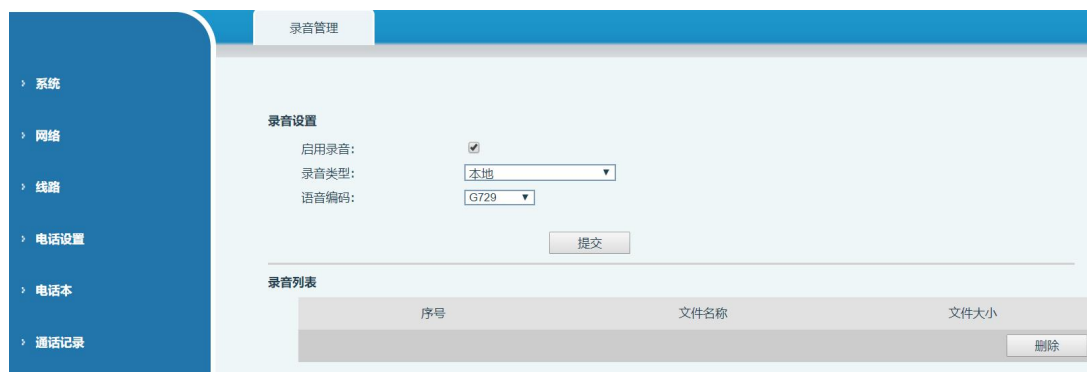 录音管理
系统
网络
线路
电话设置
电话本
通话记录
录音设置
启用录音:
录音类型: 本地
语音编码: G729
提交
录音列表
序号 文件名称 文件大小
删除